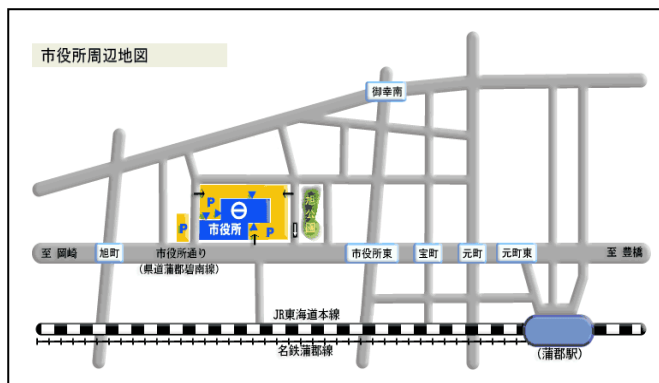 市役所周辺地図
御幸南
旭公園
P
P
市役所
P
至 岡崎
旭町
市役所通り
(県道蒲郡碧南線)
市役所東
宝町
元町
元町東
至 豊橋
JR東海道本線
名鉄蒲郡線
(蒲郡駅)